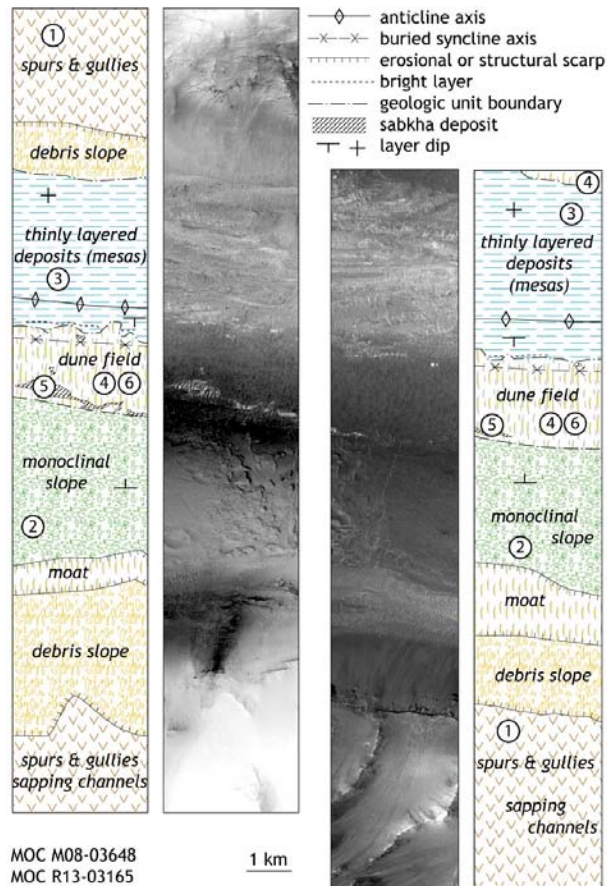 ①
spurs & gullies
debris slope
thinly layered
deposits (mesas)
③
dune field
⑤ ④ ⑥
monoclinal
slope
②
moat
debris slope
spurs & gullies
sapping channels
MOC M08-03648
MOC R13-03165
1 km
anticline axis
buried syncline axis
erosional or structural scarp
bright layer
geologic unit boundary
sabkha deposit
layer dip
④
③
thinly layered
deposits
(mesas)
dune field
⑤ ④ ⑥
monoclinal
slope
②
moat
debris slope
①
spurs & gullies
sapping
channels